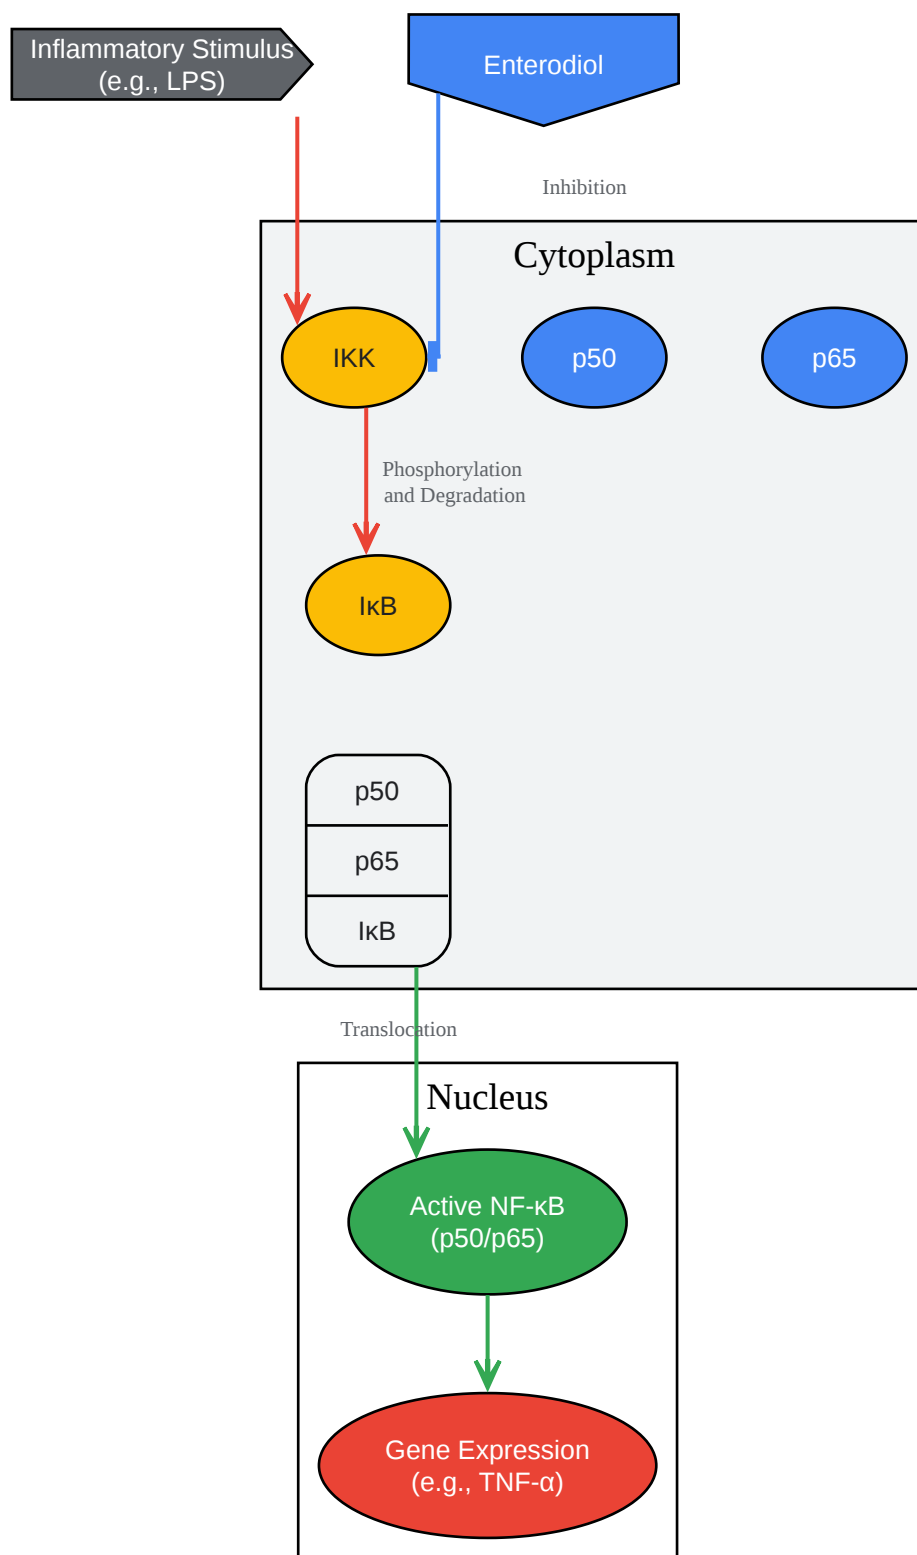 Inflammatory Stimulus
(e.g., LPS)
Enterodiol
Inhibition
Cytoplasm
IKK
p50
p65
Phosphorylation
and Degradation
IκB
p50
p65
IκB
Translocation
Nucleus
Active NF-κB
(p50/p65)
Gene Expression
(e.g., TNF-α)